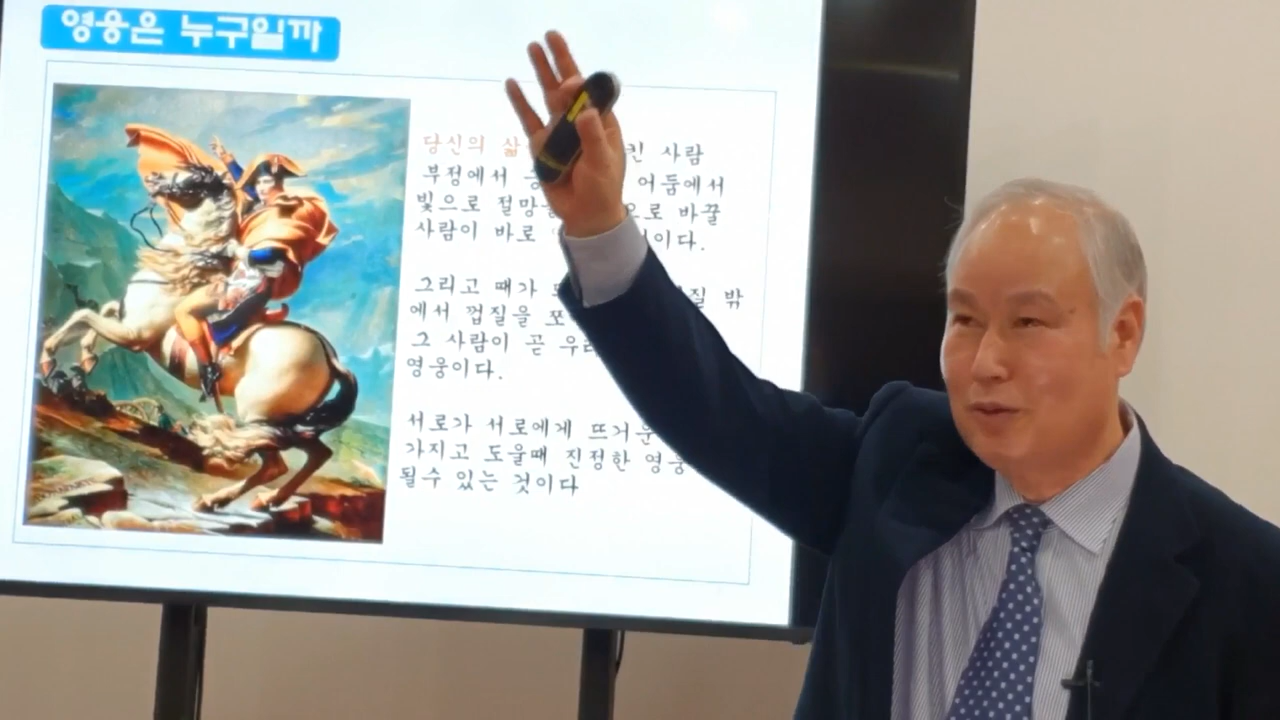 영웅은 누구일까
당신의 삶 킨 사람
부정에서 어둠에서
빛으로 절망 으로 바꿀
사람이 바로 이다.
그리고 때가 질 밖
에서 껍질을 쪼
그 사람이 곧 우리
영웅이다.
서로가 서로에게 뜨거운
가지고 도울때 진정한 영웅
될수 있는 것이다